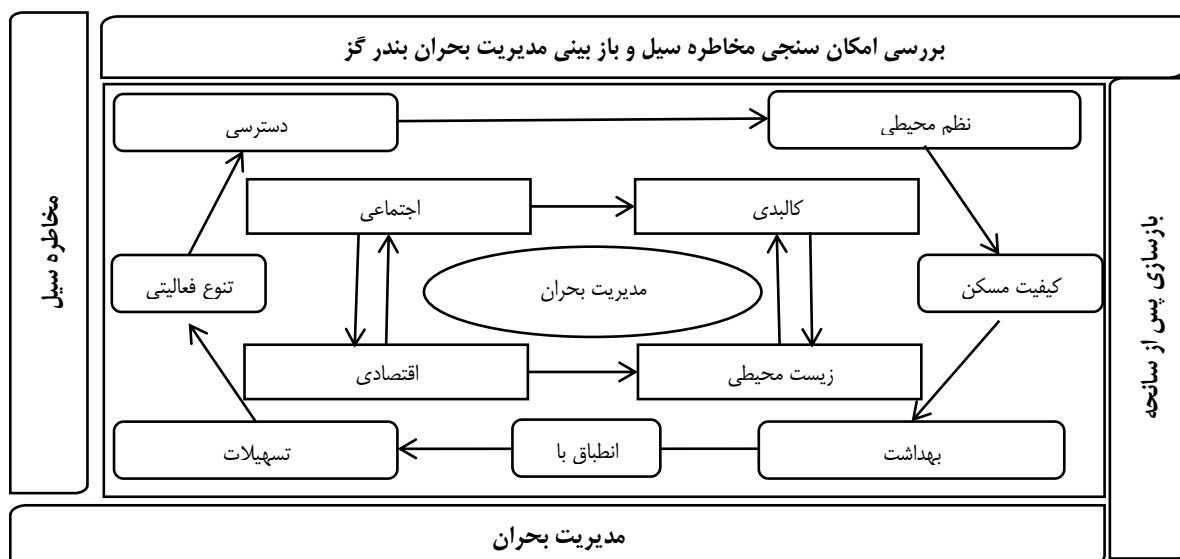 بررسی امکان سنجی مخاطره سیل و باز بینی مدیریت بحران بندر گز
نظم محیطی
دسترسی
کالبدی
اجتماعی
بازسازی پس از سانحه
کیفیت مسکن
مدیریت بحران
تنوع فعالیتی
مخاطره سیل
زیست محیطی
اقتصادی
بهداشت
انطباق با
تسهیلات
مدیریت بحران